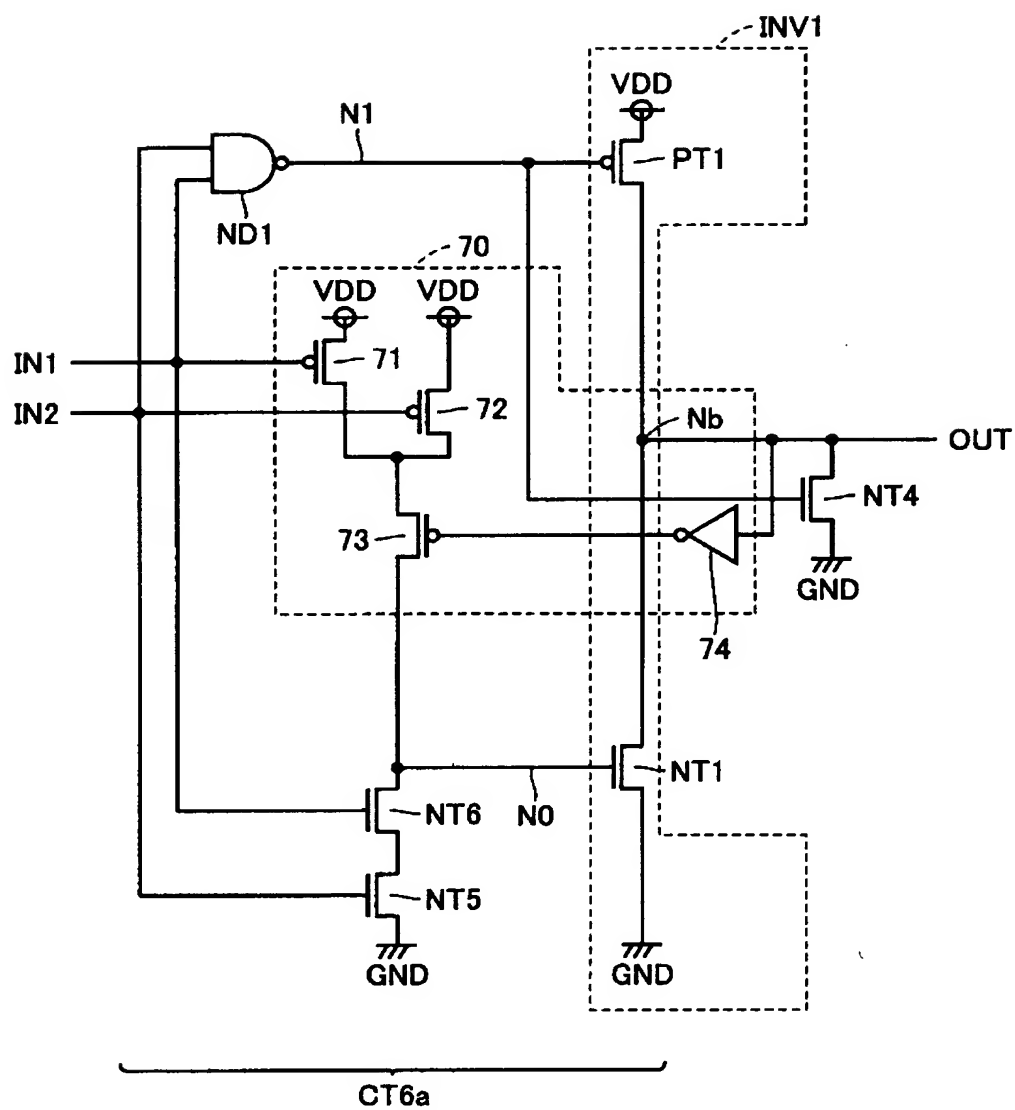 INV1
VDD
N1
PT1
ND1
70
VDD VDD
IN1
71
IN2
72
Nb
OUT
NT4
73
GND
74
NT1
NT6
N0
NT5
GND
GND
CT6a